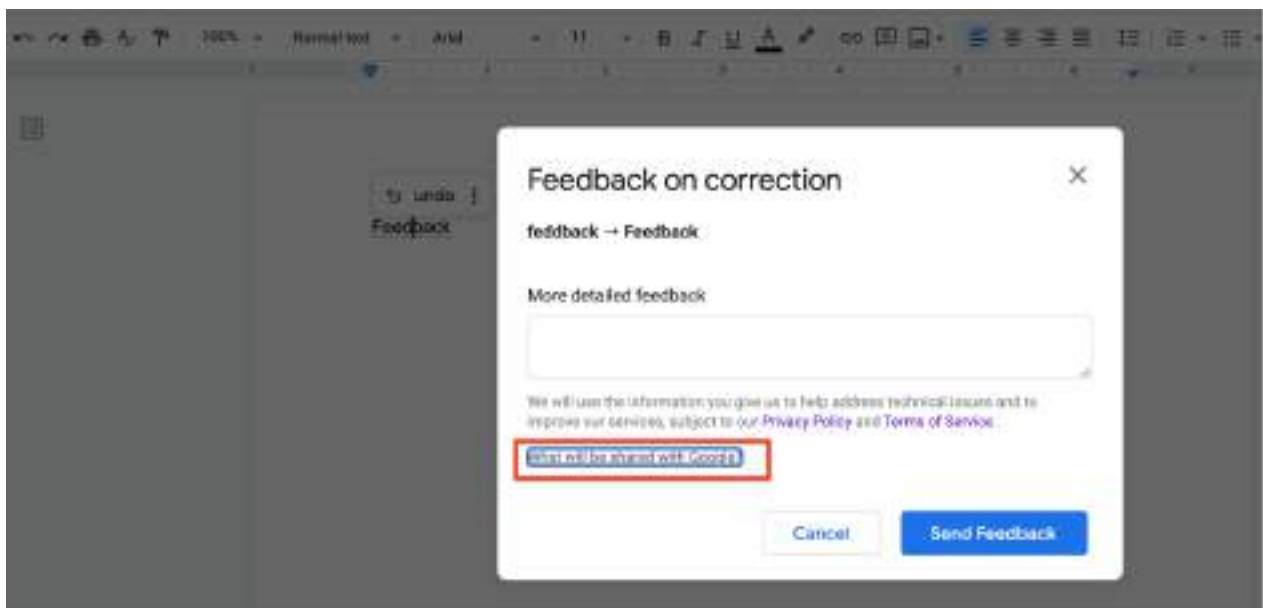 100% Normal text Arial 11 B I U A
undo
Feedback
Feedback on correction
feddback → Feedback
More detailed feedback
We will use the information you give us to help address technical issues and to
improve our services, subject to our Privacy Policy and Terms of Service.
What will be shared with Google?
Cancel
Send Feedback